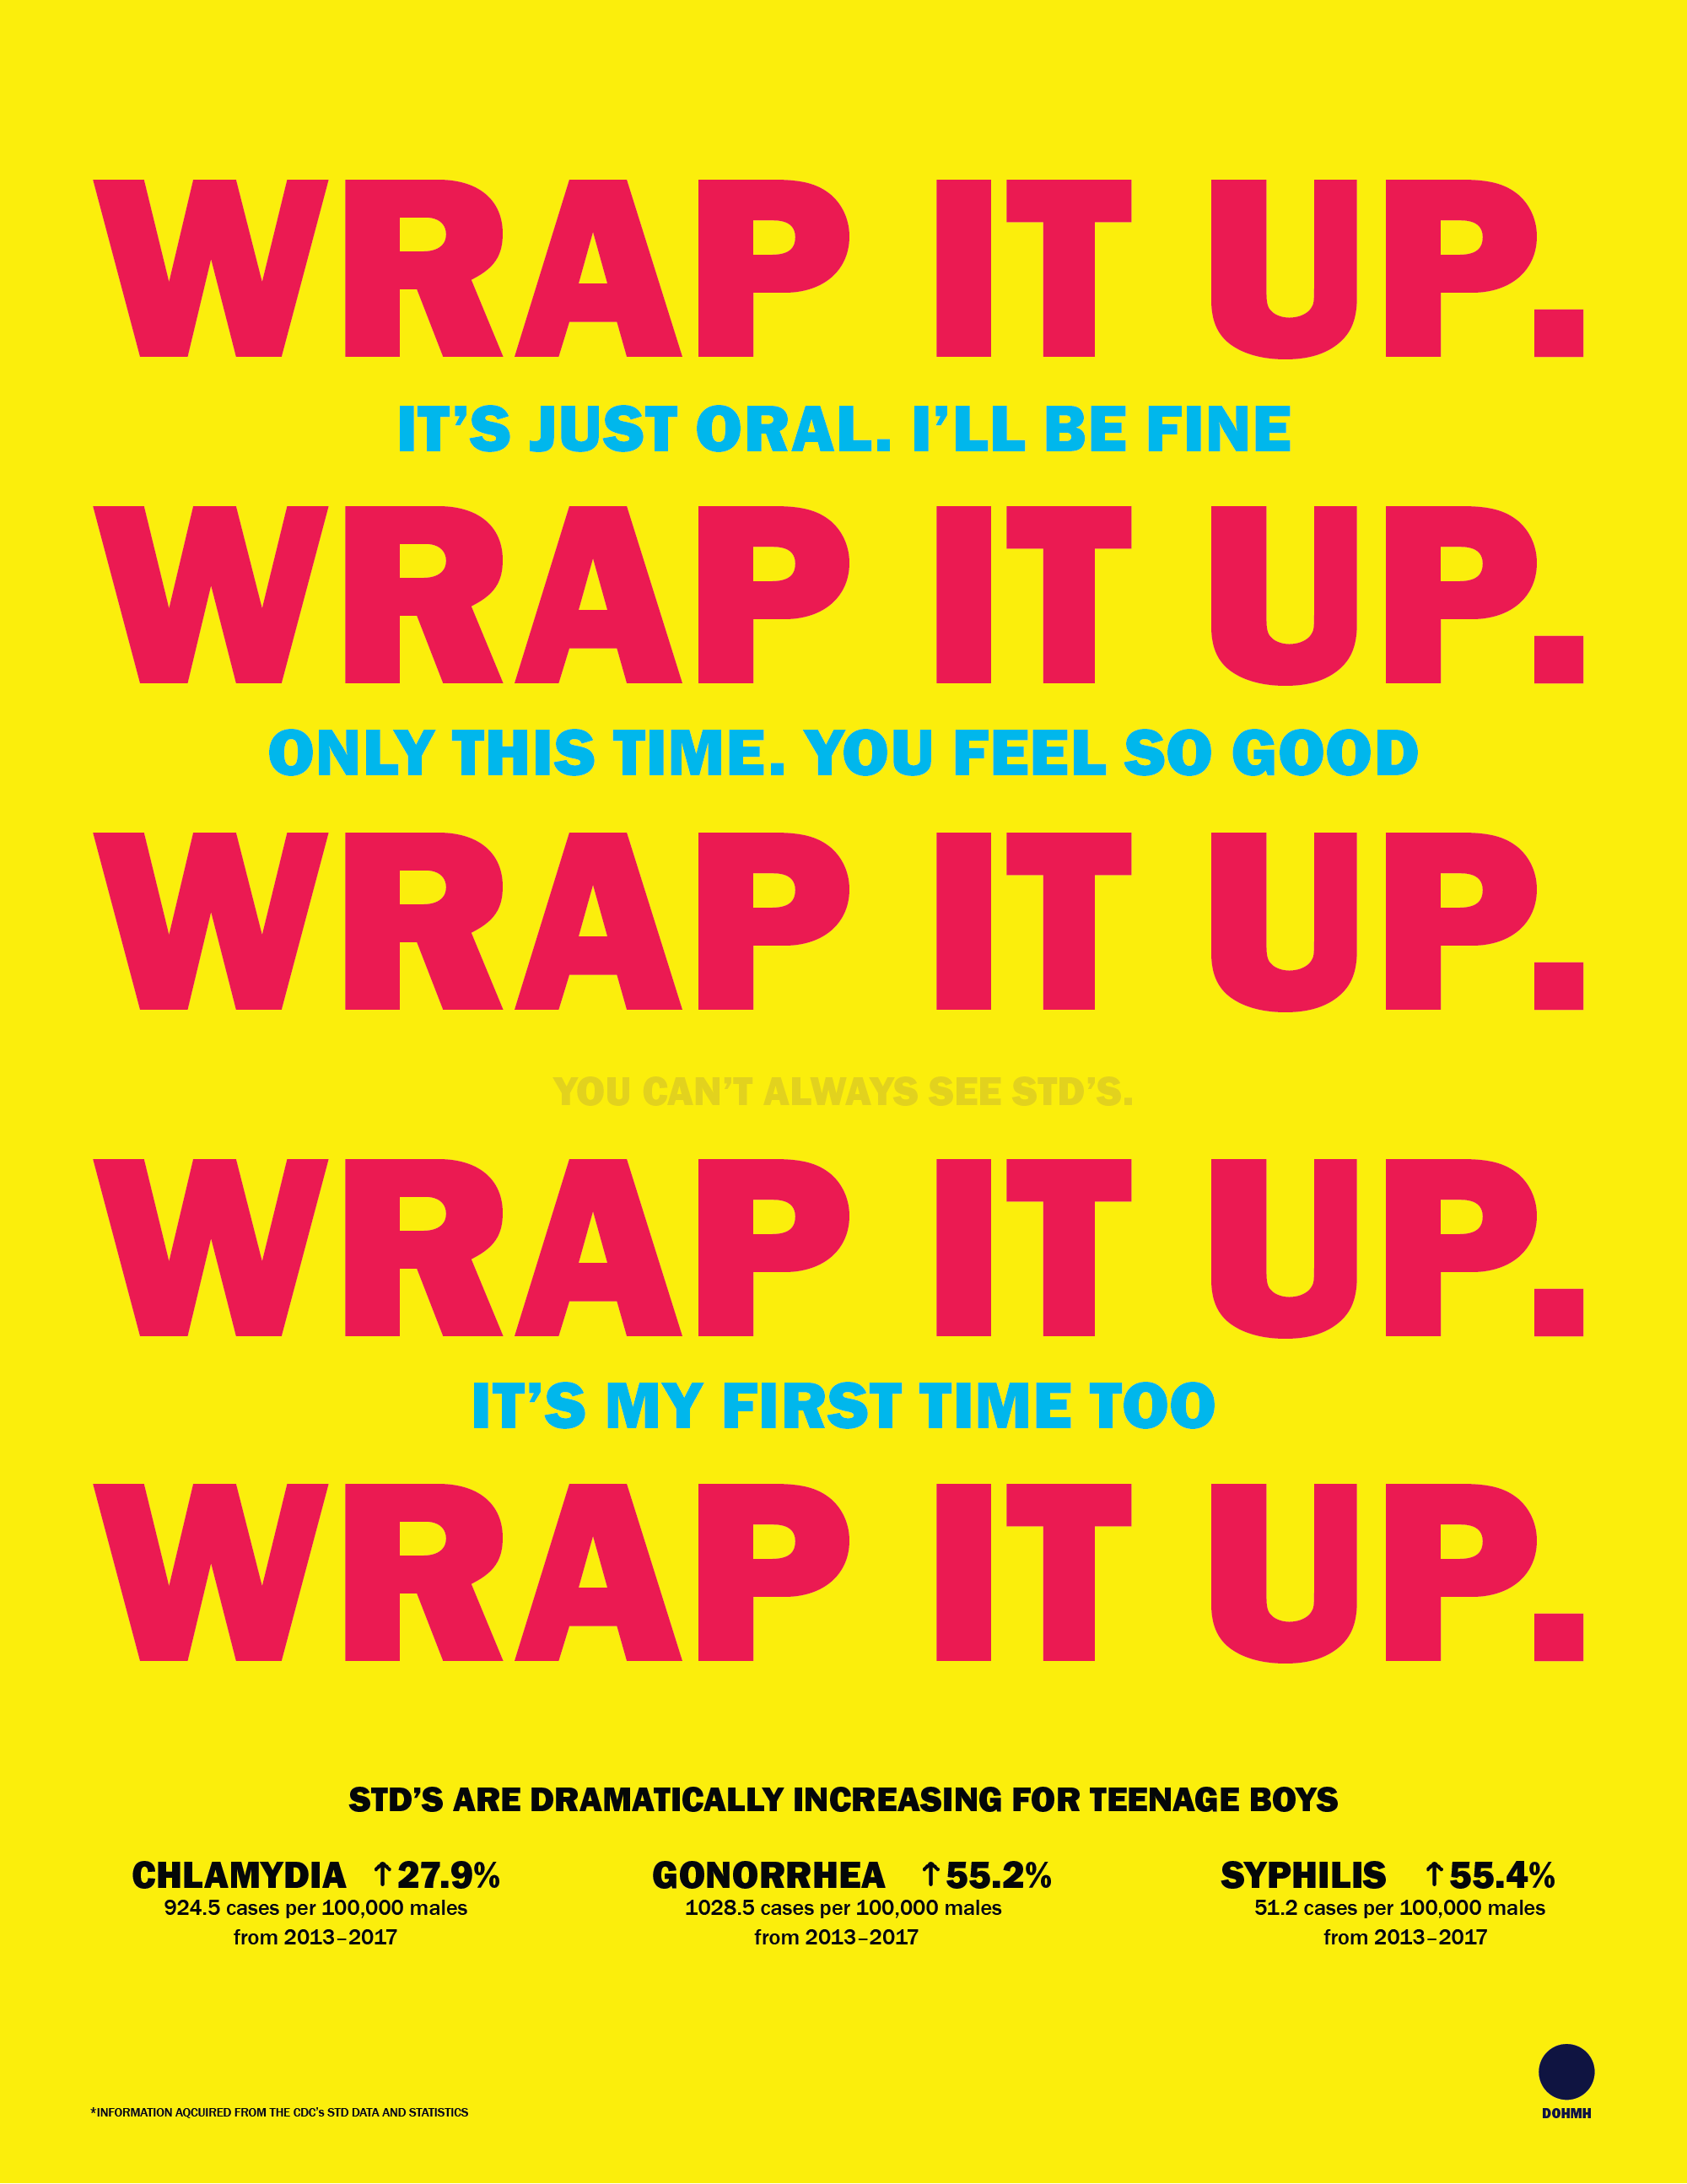 WRAP IT UP.
IT’S JUST ORAL. I’LL BE FINE
WRAP IT UP.
ONLY THIS TIME. YOU FEEL SO GOOD
WRAP IT UP.
YOU CAN’T ALWAYS SEE STD’S.
WRAP IT UP.
IT’S MY FIRST TIME TOO
WRAP IT UP.
STD’S ARE DRAMATICALLY INCREASING FOR TEENAGE BOYS
CHLAMYDIA ↑27.9%
924.5 cases per 100,000 males
from 2013–2017
GONORRHEA ↑55.2%
1028.5 cases per 100,000 males
from 2013–2017
SYPHILIS ↑55.4%
51.2 cases per 100,000 males
from 2013–2017
*INFORMATION AQCUIRED FROM THE CDC's STD DATA AND STATISTICS
DOHMH